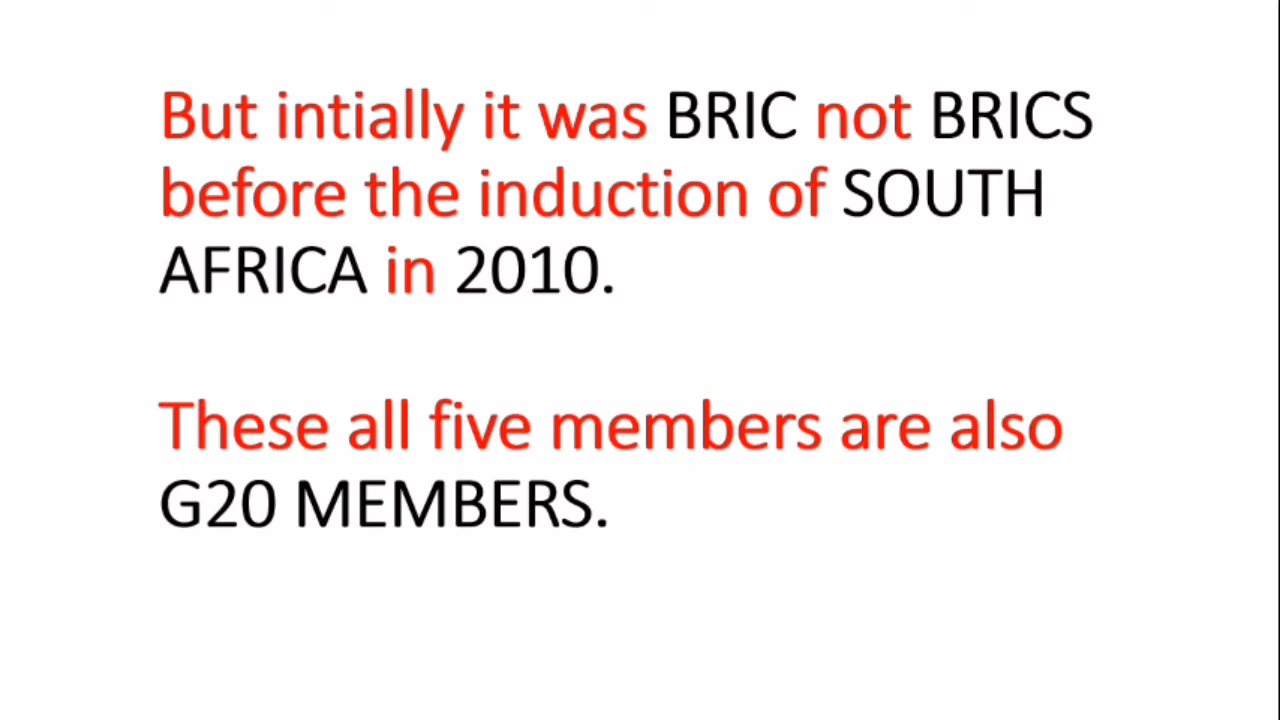 But intially it was BRIC not BRICS
before the induction of SOUTH
AFRICA in 2010.
These all five members are also
G20 MEMBERS.